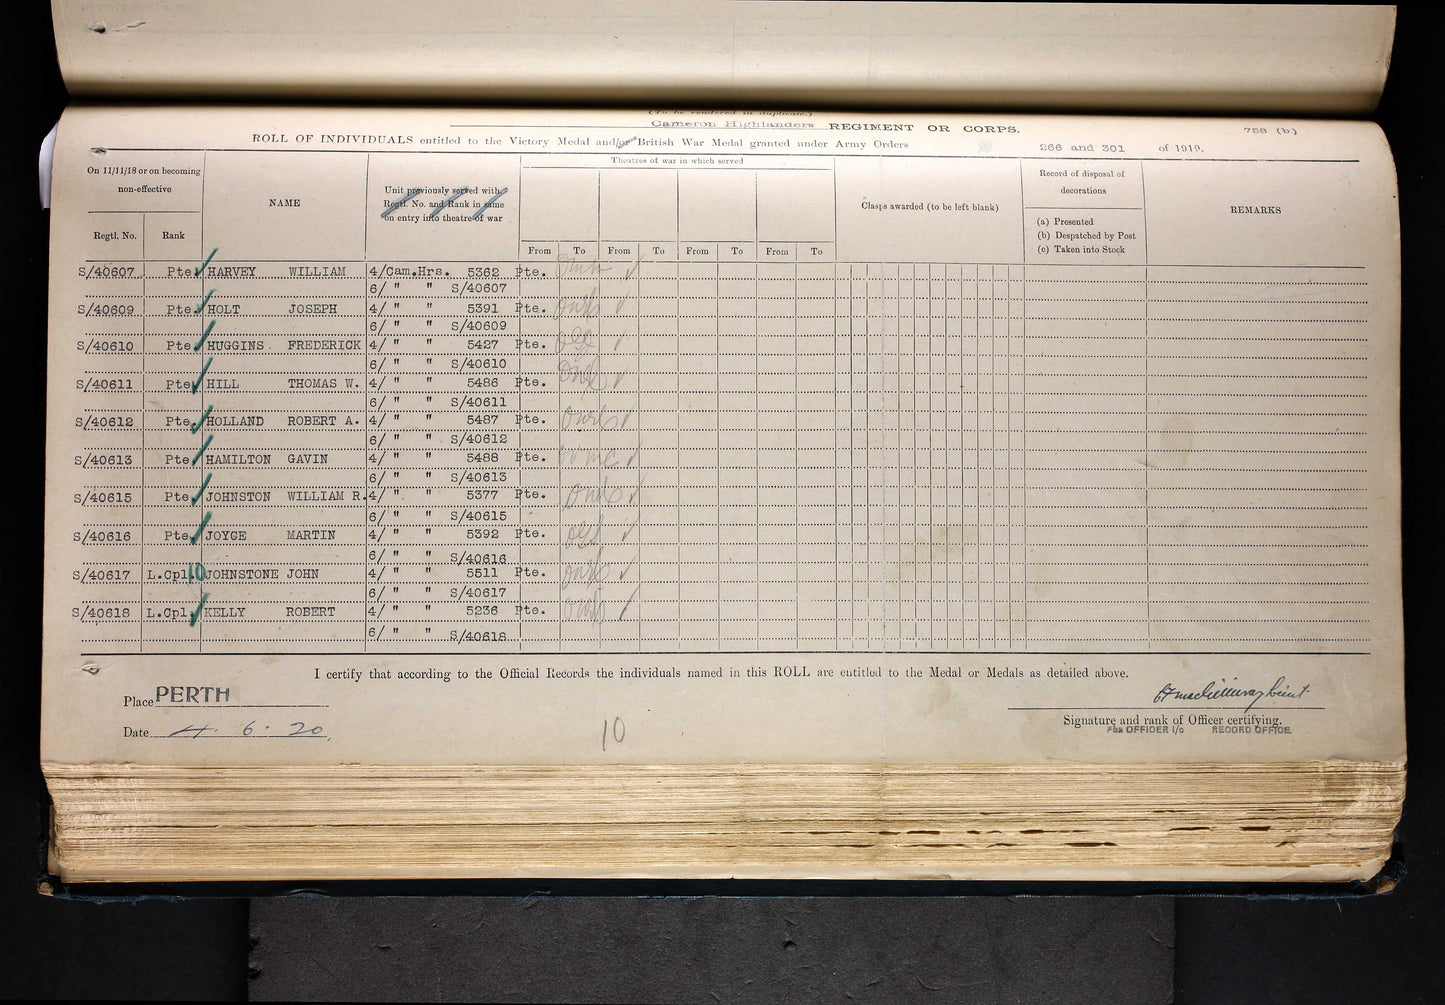 (To be rendered in duplicate.)
Cameron Highlanders REGIMENT OR CORPS. 758 (b)
ROLL OF INDIVIDUALS entitled to the Victory Medal and/or British War Medal granted under Army Orders 266 and 301 of 1919.
On 11/11/18 or on becoming non-effective
Regtl. No. Rank
NAME
Unit previously served with, Regtl. No. and Rank in same on entry into theatre of war
Theatres of war in which served
From To From To From To From To
Clasps awarded (to be left blank)
Record of disposal of decorations
(a) Presented
(b) Despatched by Post
(c) Taken into Stock
REMARKS
S/40607 Pte. HARVEY WILLIAM 4/Cam.Hrs. 5362 Pte.
6/ " " S/40607
S/40609 Pte. HOLT JOSEPH 4/ " " 5391 Pte.
6/ " " S/40609
S/40610 Pte. HUGGINS FREDERICK 4/ " " 5427 Pte.
6/ " " S/40610
S/40611 Pte. HILL THOMAS W. 4/ " " 5486 Pte.
6/ " " S/40611
S/40612 Pte. HOLLAND ROBERT A. 4/ " " 5487 Pte.
6/ " " S/40612
S/40613 Pte. HAMILTON GAVIN 4/ " " 5488 Pte.
6/ " " S/40613
S/40615 Pte. JOHNSTON WILLIAM R. 4/ " " 5377 Pte.
6/ " " S/40615
S/40616 Pte. JOYCE MARTIN 4/ " " 5392 Pte.
6/ " " S/40616
S/40617 L.Cpl. 10 JOHNSTONE JOHN 4/ " " 5511 Pte.
6/ " " S/40617
S/40618 L.Cpl. KELLY ROBERT 4/ " " 5236 Pte.
6/ " " S/40618
I certify that according to the Official Records the individuals named in this ROLL are entitled to the Medal or Medals as detailed above.
Place PERTH
Date 4. 6. 20.
10
Signature and rank of Officer certifying.
FOR OFFICER I/C RECORD OFFICE.